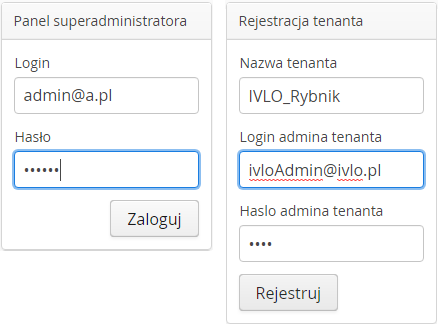 Panel superadministratora
Login
admin@a.pl
Hasło
••••••
Zaloguj
Rejestracja tenanta
Nazwa tenanta
IVLO_Rybnik
Login admina tenanta
ivloAdmin@ivlo.pl
Haslo admina tenanta
••••
Rejestruj